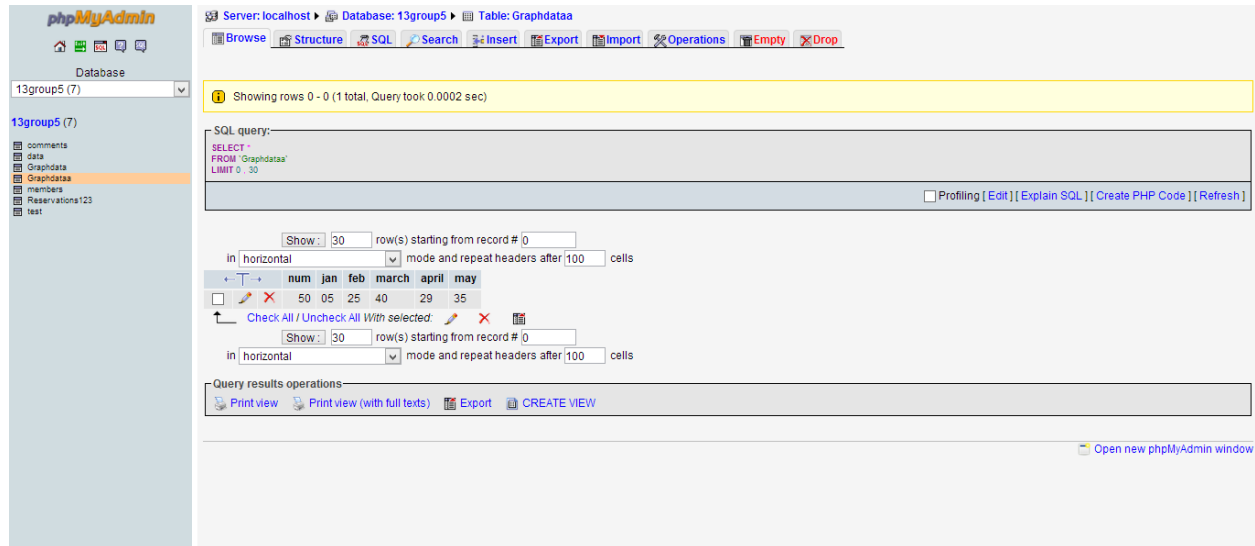 phpMyAdmin
Database
13group5 (7)
13group5 (7)
comments
data
Graphdata
Graphdataa
members
Reservations123
test
Server: localhost Database: 13group5 Table: Graphdataa
Browse Structure SQL Search Insert Export Import Operations Empty Drop
Showing rows 0 - 0 (1 total, Query took 0.0002 sec)
SQL query:
SELECT *
FROM `Graphdataa`
LIMIT 0 , 30
Profiling [ Edit ] [ Explain SQL ] [ Create PHP Code ] [ Refresh ]
Show : 30 row(s) starting from record # 0
in horizontal mode and repeat headers after 100 cells
←T→ num jan feb march april may
50 05 25 40 29 35
Check All / Uncheck All With selected:
Show : 30 row(s) starting from record # 0
in horizontal mode and repeat headers after 100 cells
Query results operations
Print view Print view (with full texts) Export CREATE VIEW
Open new phpMyAdmin window